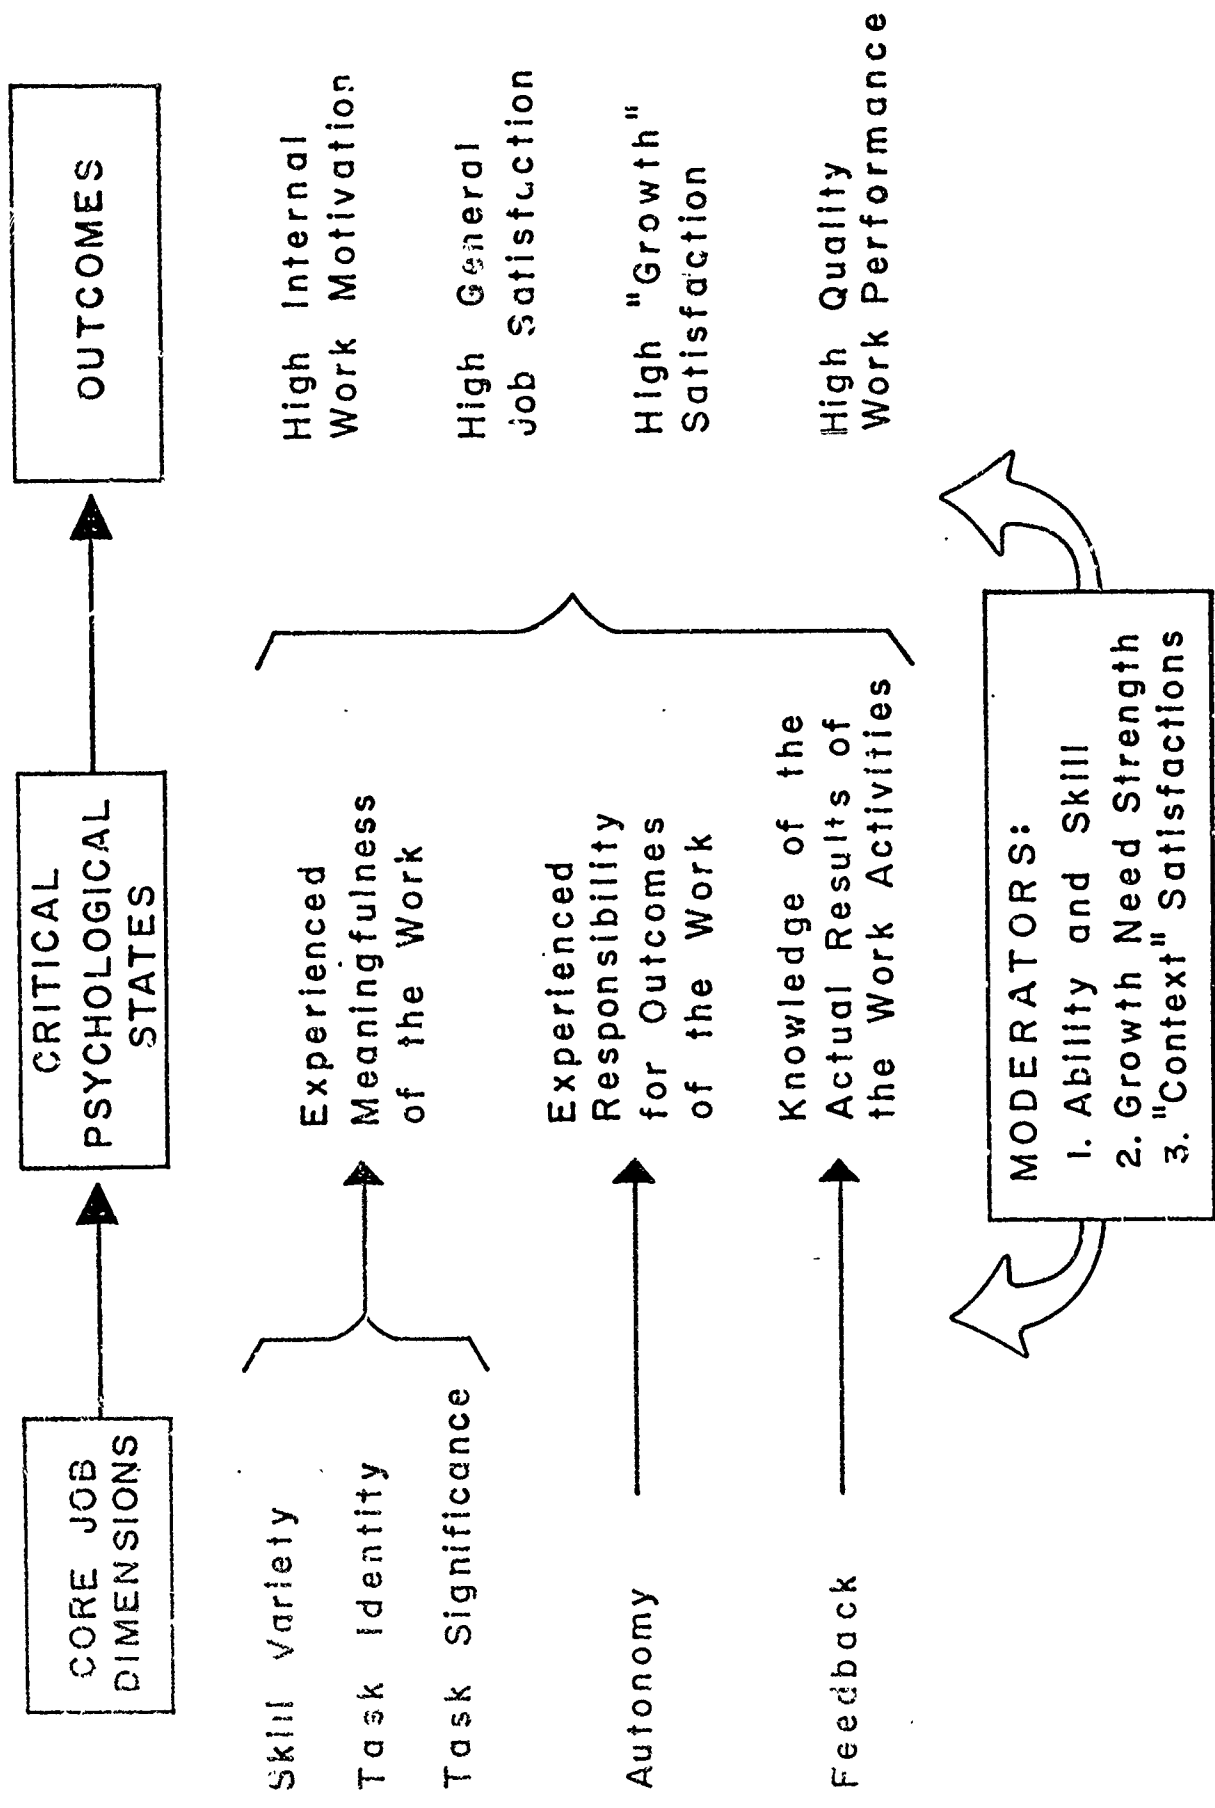 CORE JOB
DIMENSIONS
CRITICAL
PSYCHOLOGICAL
STATES
OUTCOMES
Skill Variety
Task Identity
Task Significance
Experienced
Meaningfulness
of the Work
Autonomy
Experienced
Responsibility
for Outcomes
of the Work
Feedback
Knowledge of the
Actual Results of
the Work Activities
High Internal
Work Motivation
High General
Job Satisfaction
High "Growth"
Satisfaction
High Quality
Work Performance
MODERATORS:
1. Ability and Skill
2. Growth Need Strength
3. "Context" Satisfactions